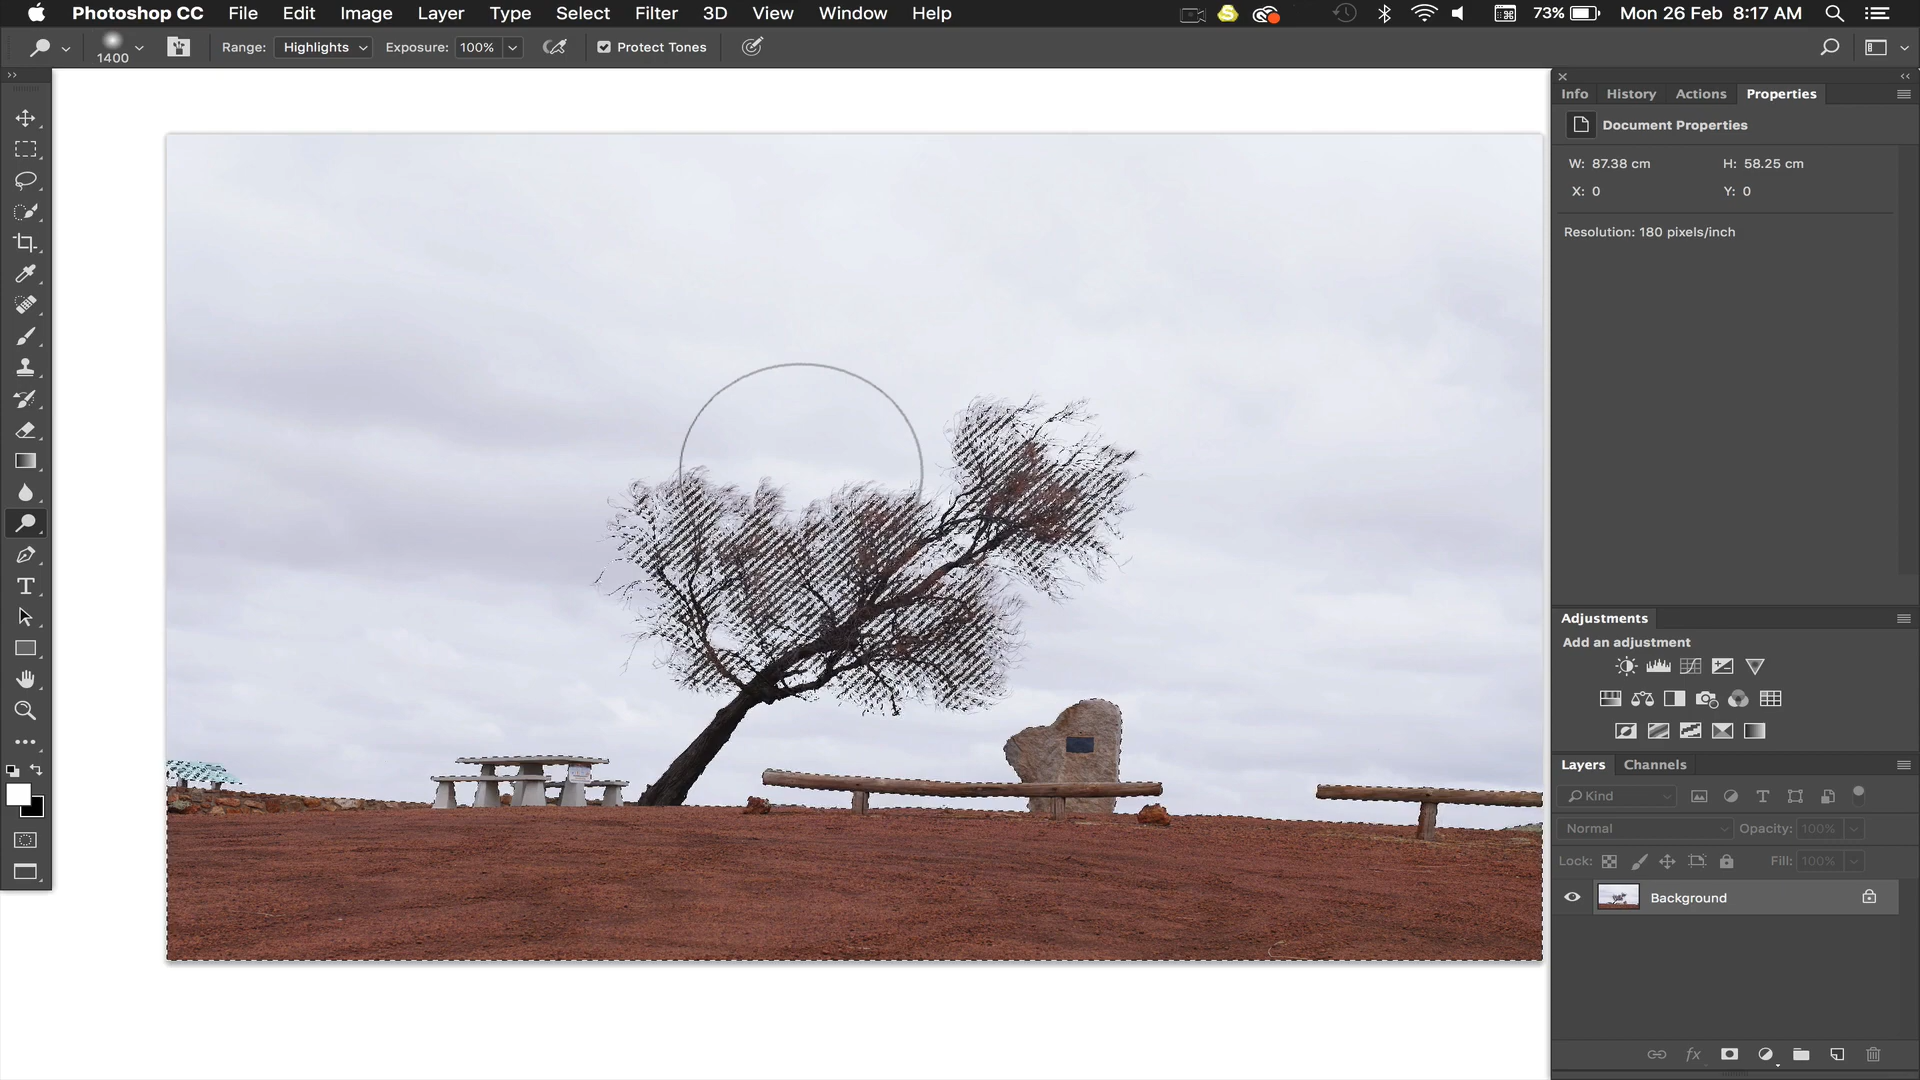 Photoshop CC File Edit Image Layer Type Select Filter 3D View Window Help 73% Mon 26 Feb 8:17 AM
1400 Range: Highlights Exposure: 100% Protect Tones
Info History Actions Properties
Document Properties
W: 87.38 cm H: 58.25 cm
X: 0 Y: 0
Resolution: 180 pixels/inch
Adjustments
Add an adjustment
Layers Channels
Kind
Normal Opacity: 100%
Lock: Fill: 100%
Background
fx